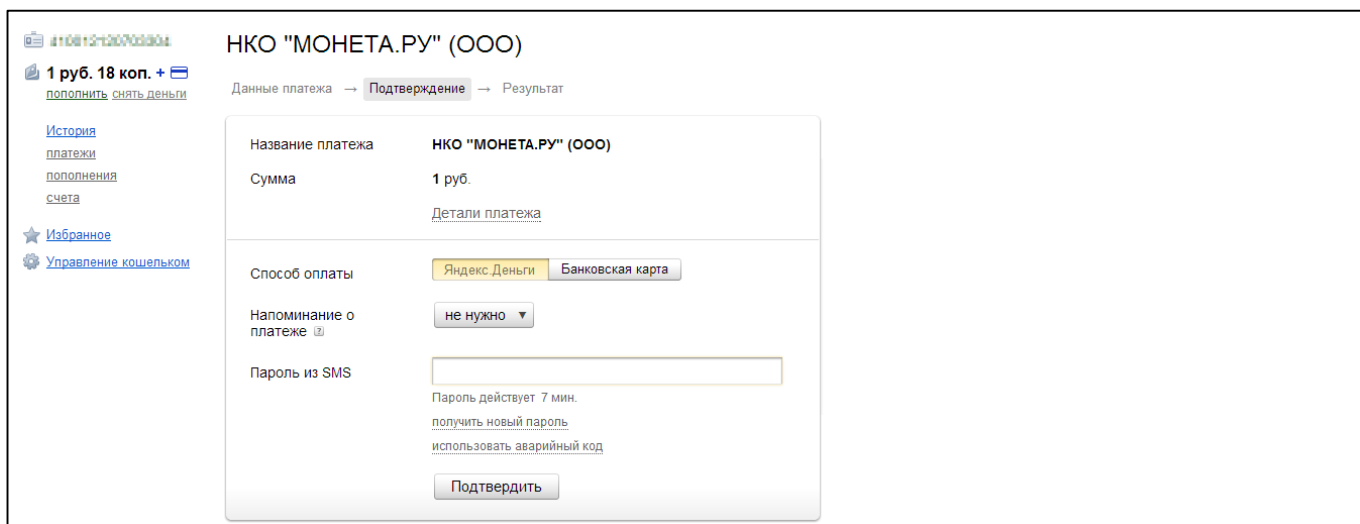 НКО "МОНЕТА.РУ" (ООО)
1 руб. 18 коп. +
пополнить снять деньги
История
платежи
пополнения
счета
Избранное
Управление кошельком
Данные платежа → Подтверждение → Результат
Название платежа НКО "МОНЕТА.РУ" (ООО)
Сумма 1 руб.
Детали платежа
Способ оплаты Яндекс.Деньги Банковская карта
Напоминание о
платеже ? не нужно ▼
Пароль из SMS
Пароль действует 7 мин.
получить новый пароль
использовать аварийный код
Подтвердить